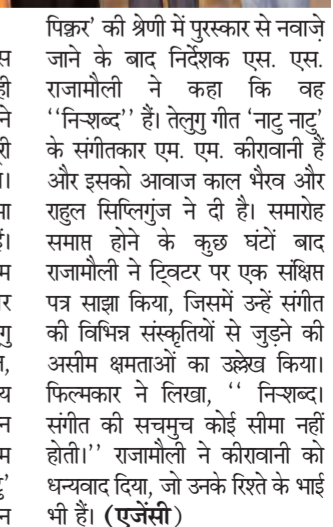 पिक्चर’ की श्रेणी में पुरस्कार से नवाज़े
जाने के बाद निर्देशक एस. एस.
राजामौली ने कहा कि वह
‘‘निःशब्द’’ हैं। तेलुगु गीत ‘नाटु नाटु’
के संगीतकार एम. एम. कीरावानी हैं
और इसको आवाज काल भैरव और
राहुल सिप्लिगुंज ने दी है। समारोह
समाप्त होने के कुछ घंटों बाद
राजामौली ने ट्विटर पर एक संक्षिप्त
पत्र साझा किया, जिसमें उन्हें संगीत
की विभिन्न संस्कृतियों से जुड़ने की
असीम क्षमताओं का उल्लेख किया।
फिल्मकार ने लिखा, ‘‘ निःशब्द।
संगीत की सचमुच कोई सीमा नहीं
होती।’’ राजामौली ने कीरावानी को
धन्यवाद दिया, जो उनके रिश्ते के भाई
भी हैं। (एजेंसी)